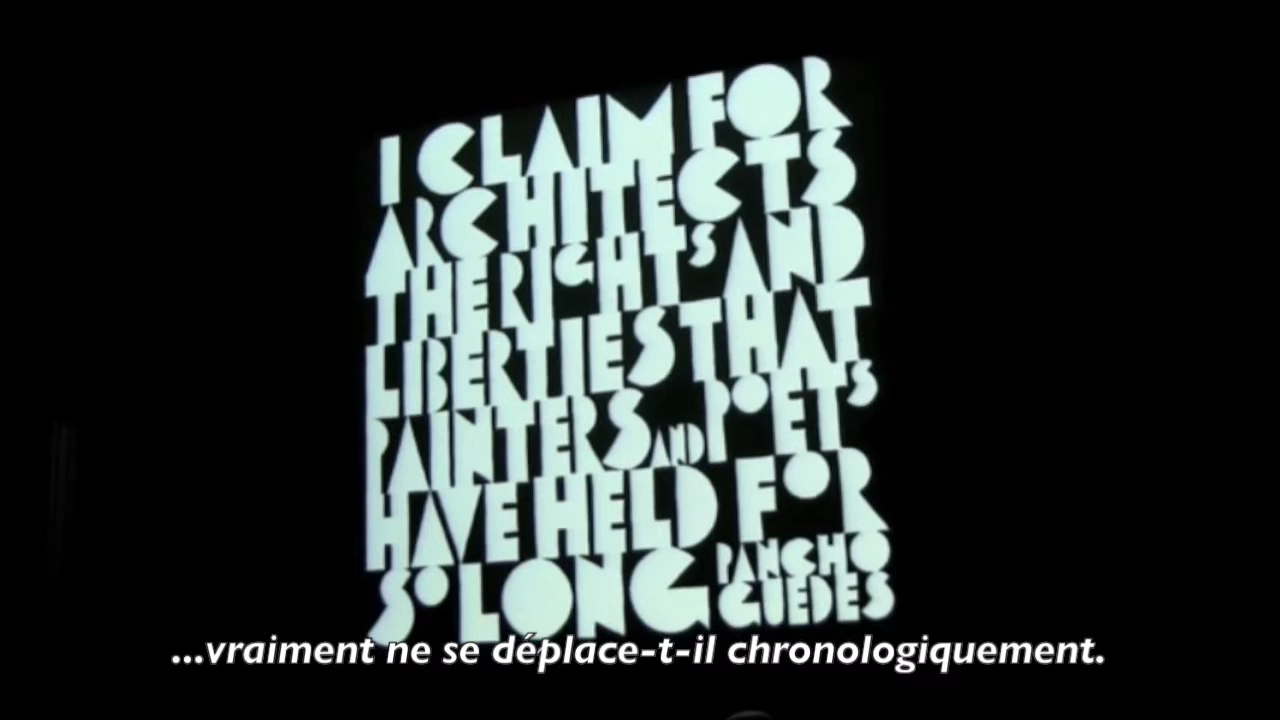 I CLAIM FOR
ARCHITECTS
THE RIGHTS AND
LIBERTIES THAT
PAINTERS AND POETS
HAVE HELD FOR
SO LONG PANCHO
GUEDES
...vraiment ne se déplace-t-il chronologiquement.